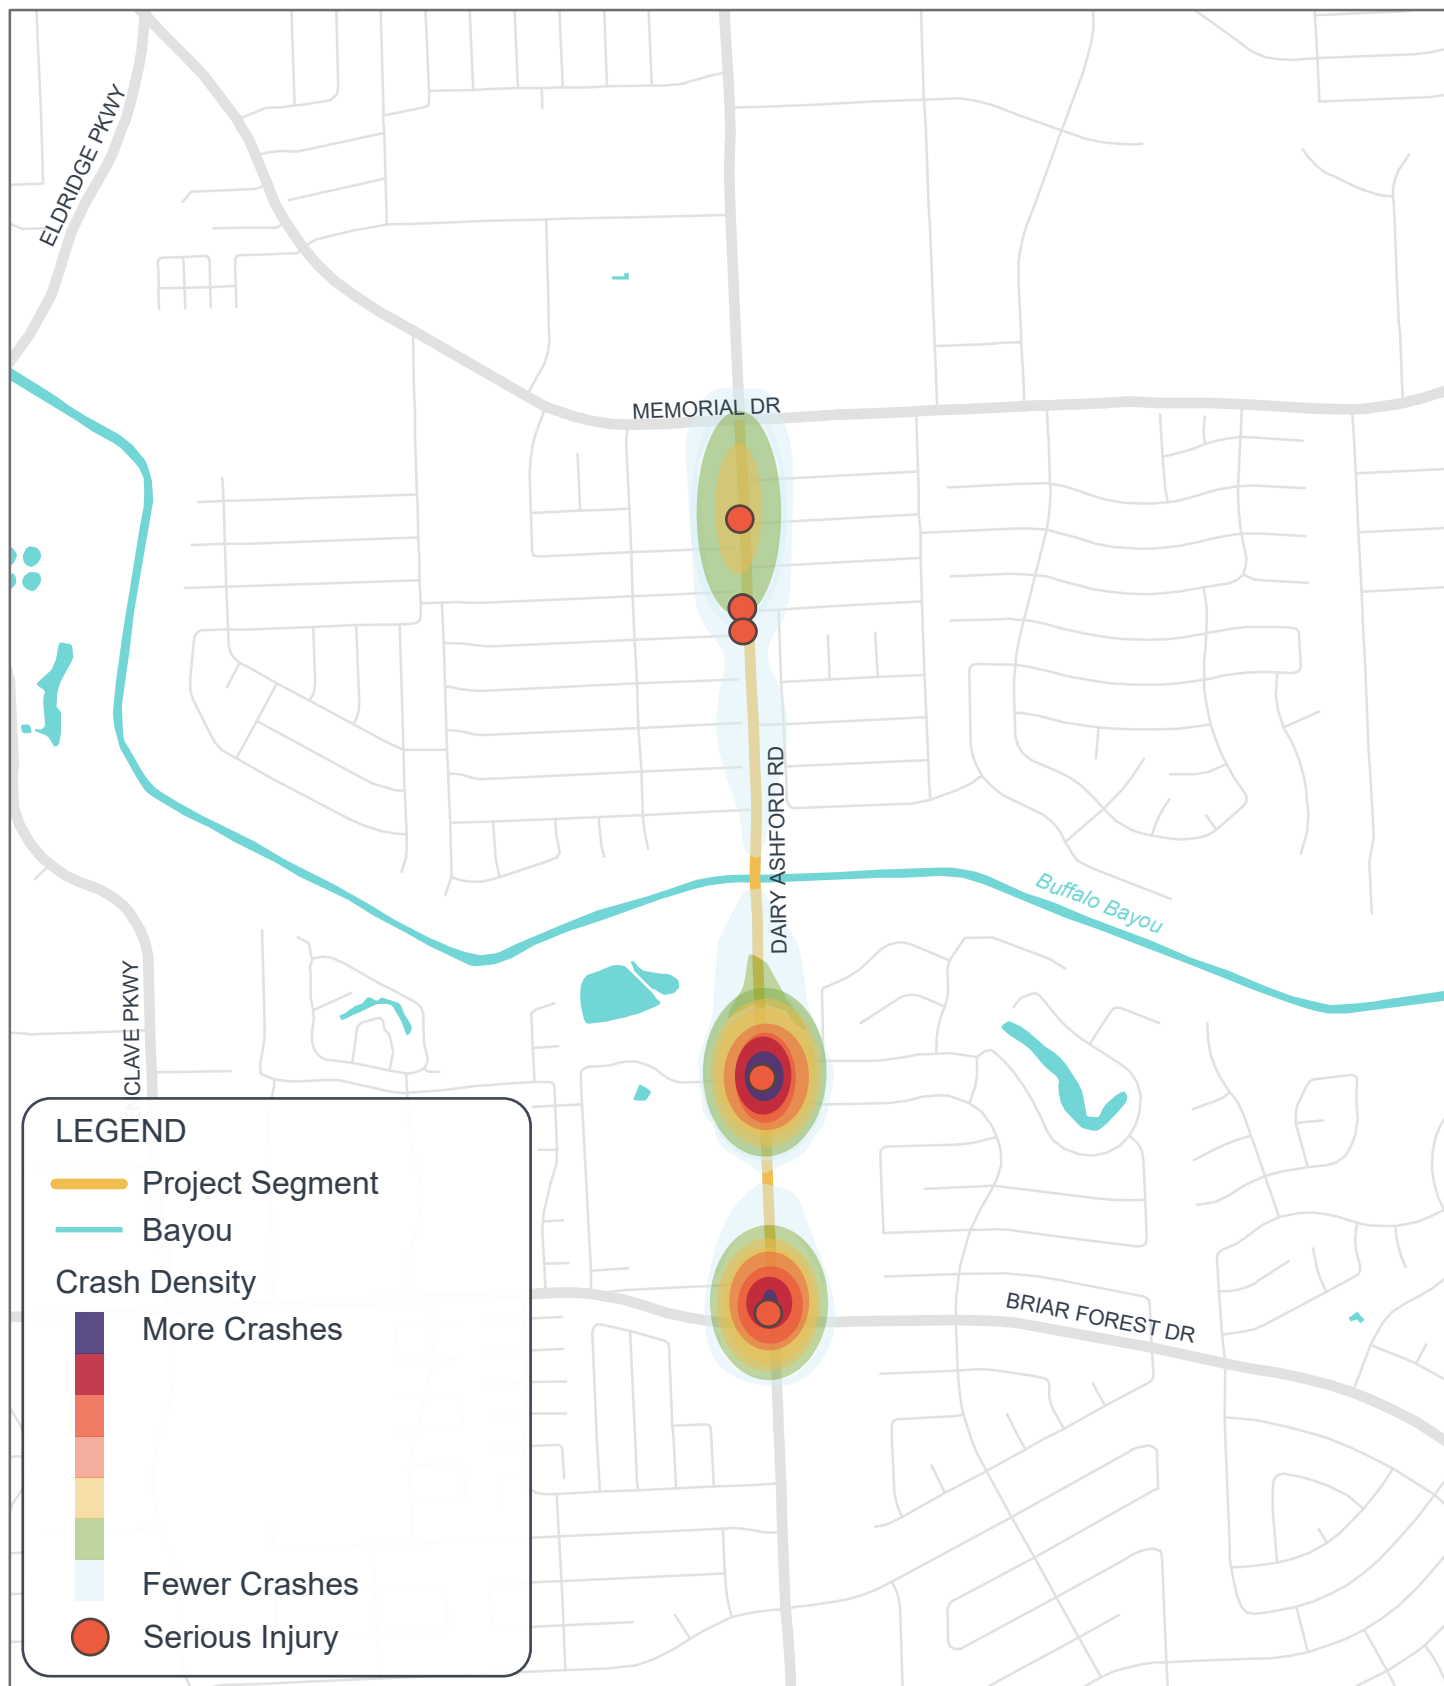 ELDRIDGE PKWY
MEMORIAL DR
DAIRY ASHFORD RD
Buffalo Bayou
CLAVE PKWY
BRIAR FOREST DR
LEGEND
Project Segment
Bayou
Crash Density
More Crashes
Fewer Crashes
Serious Injury